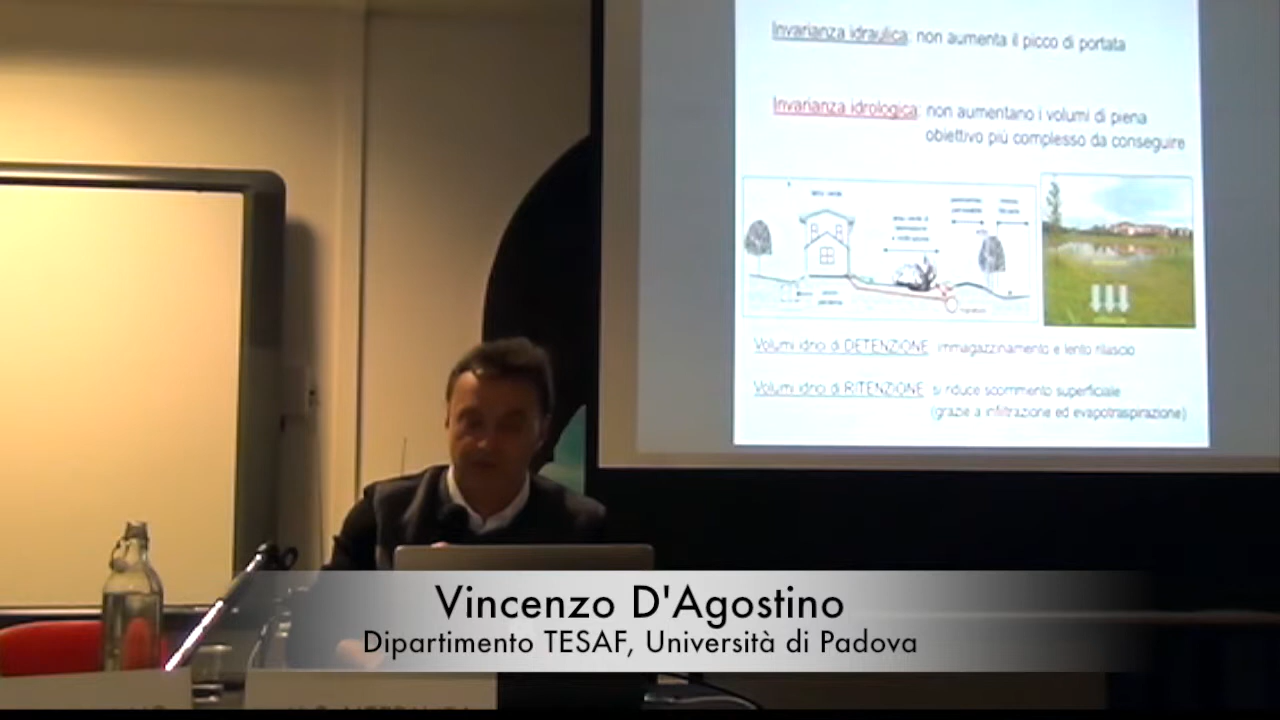 Invarianza idraulica: non aumenta il picco di portata
Invarianza idrologica: non aumentano i volumi di piena
obiettivo più complesso da conseguire
Volumi idrici di DETENZIONE: immagazzinamento e lento rilascio
Volumi idrici di RITENZIONE: si riduce scorrimento superficiale
(grazie a infiltrazione ed evapotraspirazione)
Vincenzo D'Agostino
Dipartimento TESAF, Università di Padova